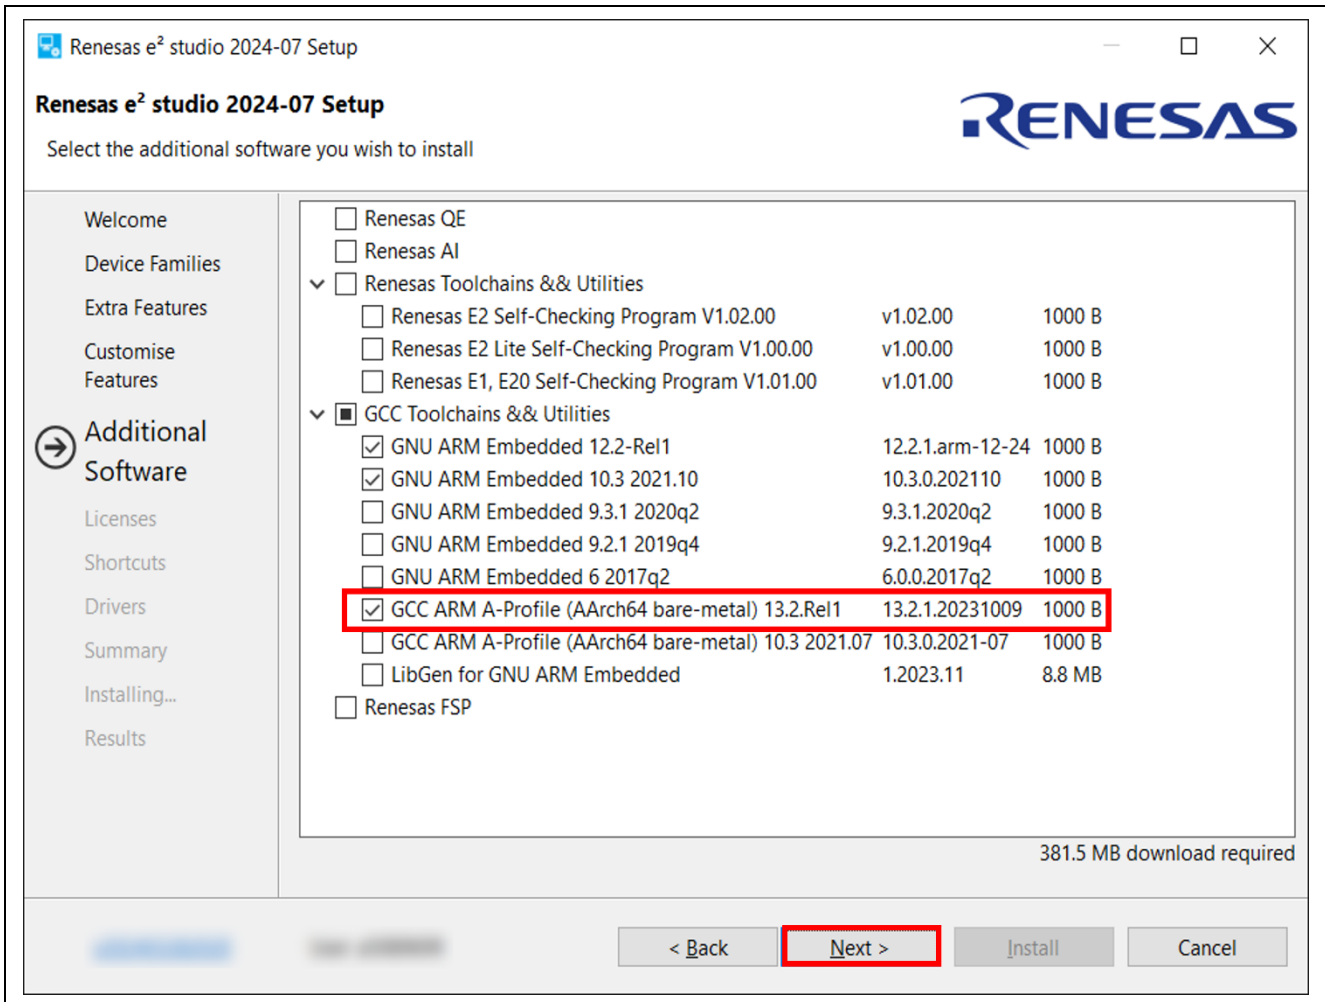 Renesas e² studio 2024-07 Setup
Renesas e² studio 2024-07 Setup
Select the additional software you wish to install
RENESAS
Welcome
Device Families
Extra Features
Customise
Features
Additional
Software
Licenses
Shortcuts
Drivers
Summary
Installing...
Results
Renesas QE
Renesas AI
Renesas Toolchains && Utilities
Renesas E2 Self-Checking Program V1.02.00 v1.02.00 1000 B
Renesas E2 Lite Self-Checking Program V1.00.00 v1.00.00 1000 B
Renesas E1, E20 Self-Checking Program V1.01.00 v1.01.00 1000 B
GCC Toolchains && Utilities
GNU ARM Embedded 12.2-Rel1 12.2.1.arm-12-24 1000 B
GNU ARM Embedded 10.3 2021.10 10.3.0.202110 1000 B
GNU ARM Embedded 9.3.1 2020q2 9.3.1.2020q2 1000 B
GNU ARM Embedded 9.2.1 2019q4 9.2.1.2019q4 1000 B
GNU ARM Embedded 6 2017q2 6.0.0.2017q2 1000 B
GCC ARM A-Profile (AArch64 bare-metal) 13.2.Rel1 13.2.1.20231009 1000 B
GCC ARM A-Profile (AArch64 bare-metal) 10.3 2021.07 10.3.0.2021-07 1000 B
LibGen for GNU ARM Embedded 1.2023.11 8.8 MB
Renesas FSP
381.5 MB download required
< Back
Next >
Install
Cancel